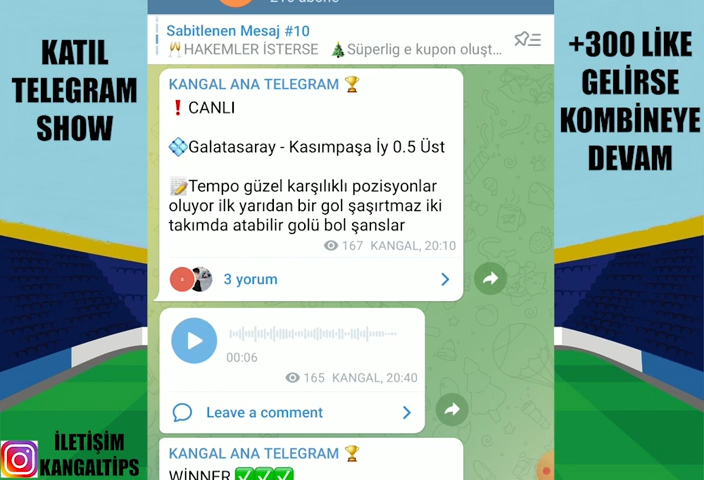 KATIL
TELEGRAM
SHOW
Sabitlenen Mesaj #10
🥂HAKEMLER İSTERSE 🎄Süperlig e kupon oluşt...
KANGAL ANA TELEGRAM 🏆
❗CANLI
💠Galatasaray - Kasımpaşa İy 0.5 Üst
📝Tempo güzel karşılıklı pozisyonlar
oluyor ilk yarıdan bir gol şaşırtmaz iki
takımda atabilir golü bol şanslar
167 KANGAL, 20:10
3 yorum
00:06
165 KANGAL, 20:40
Leave a comment
KANGAL ANA TELEGRAM 🏆
WİNNER ✅✅✅
+300 LİKE
GELİRSE
KOMBİNEYE
DEVAM
İLETİŞİM
KANGALTİPS